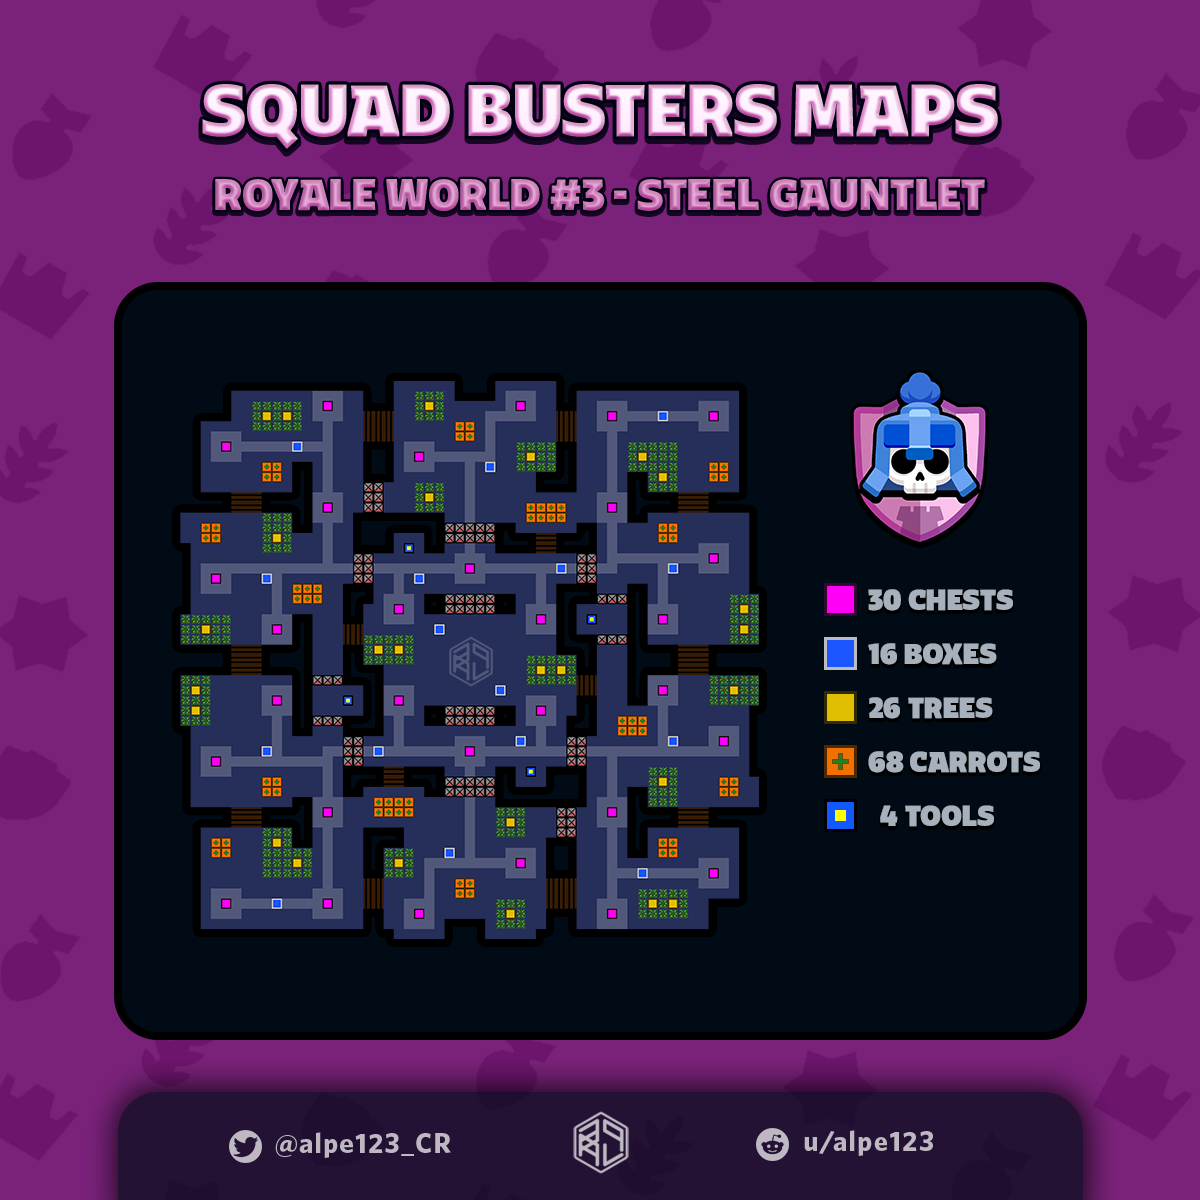 SQUAD BUSTERS MAPS
ROYALE WORLD #3 - STEEL GAUNTLET
30 CHESTS
16 BOXES
26 TREES
68 CARROTS
4 TOOLS
@alpe123_CR
u/alpe123